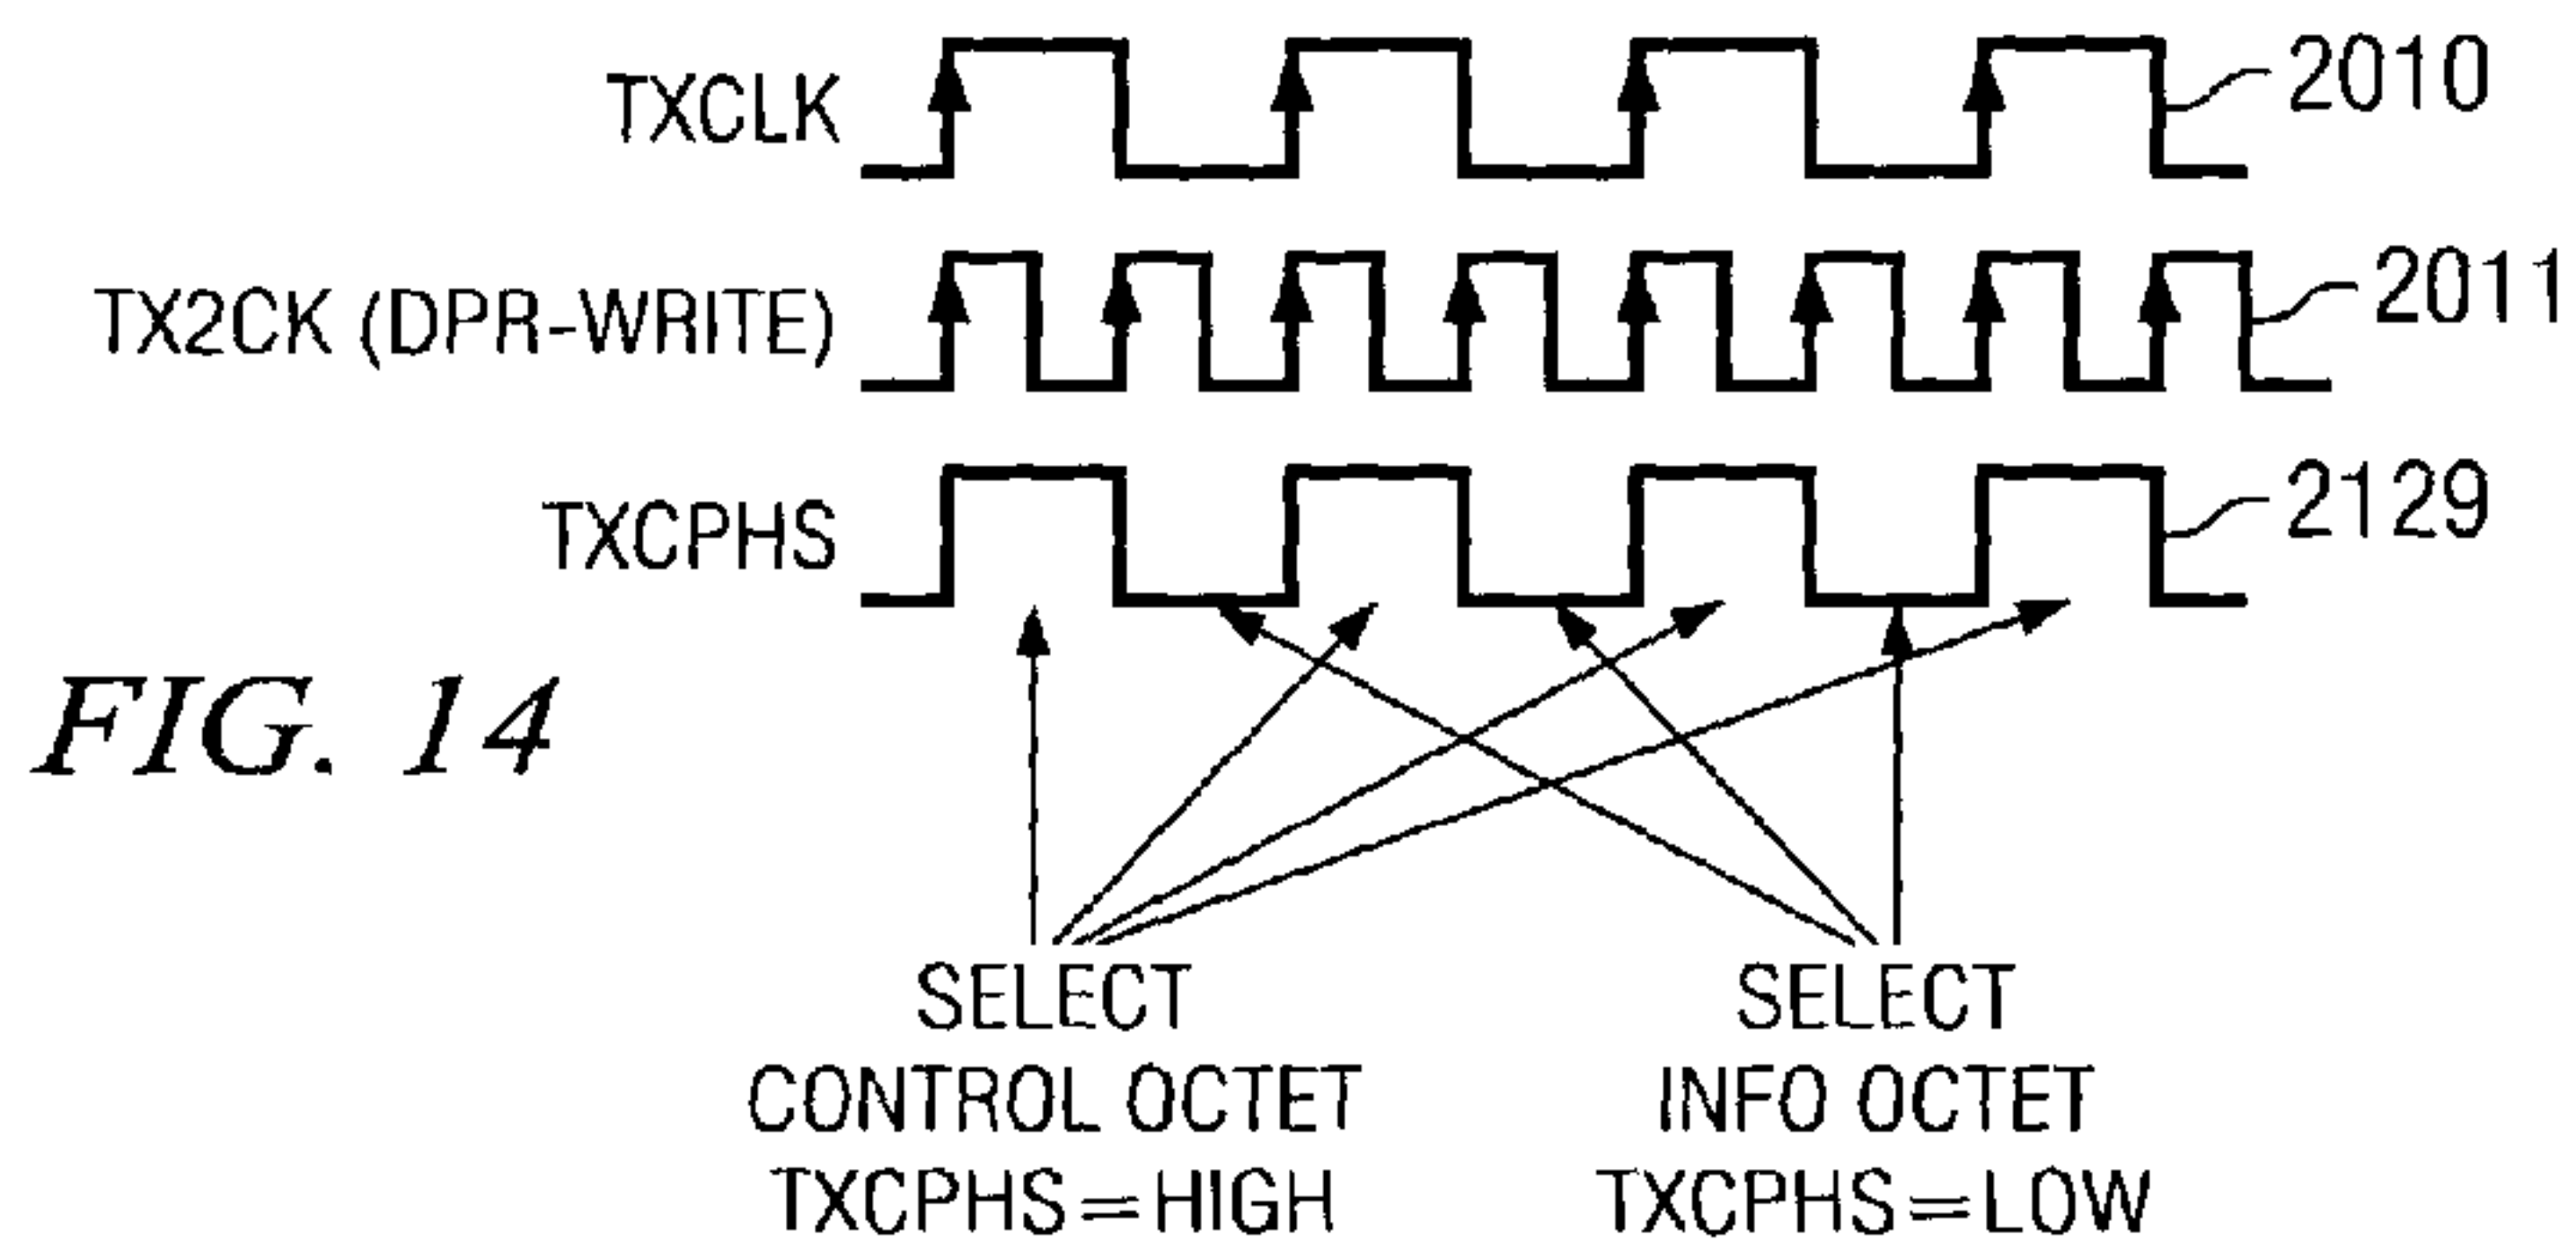 TXCLK
2010
TX2CK (DPR-WRITE)
2011
TXCPHS
2129
FIG. 14
SELECT
CONTROL OCTET
TXCPHS=HIGH
SELECT
INFO OCTET
TXCPHS=LOW